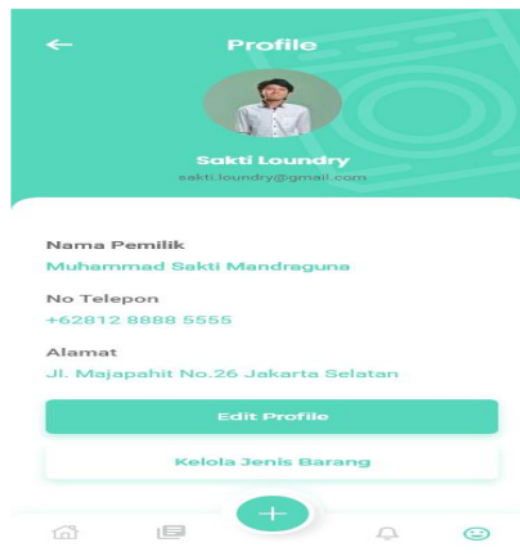 Profile
Sakti Loundry
sakti.loundry@gmail.com
Nama Pemilik
Muhammad Sakti Mandraguna
No Telepon
+62812 8888 5555
Alamat
Jl. Majapahit No.26 Jakarta Selatan
Edit Profile
Kelola Jenis Barang